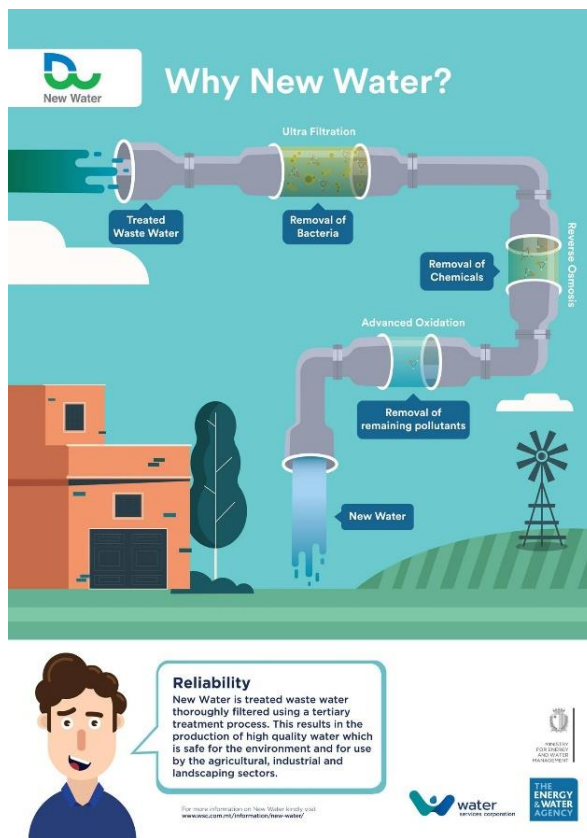 New Water
Why New Water?
Ultra Filtration
Treated
Waste Water
Removal of
Bacteria
Reverse Osmosis
Removal of
Chemicals
Advanced Oxidation
Removal of
remaining pollutants
New Water
Reliability
New Water is treated waste water
thoroughly filtered using a tertiary
treatment process. This results in the
production of high quality water which
is safe for the environment and for use
by the agricultural, industrial and
landscaping sectors.
For more information on New Water kindly visit
www.wsc.com.mt/information/new-water/
water
services corporation
MINISTRY
FOR ENERGY
AND WATER
MANAGEMENT
THE
ENERGY
& WATER
AGENCY